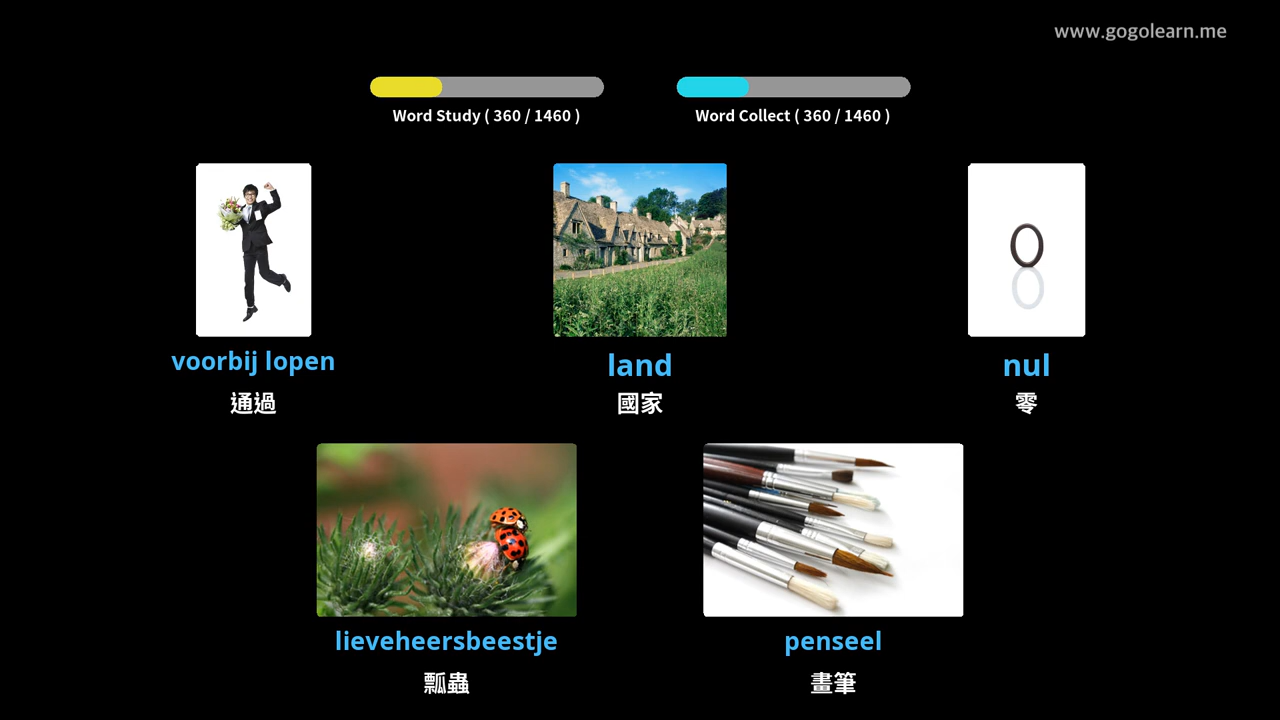 www.gogolearn.me
Word Study ( 360 / 1460 )
Word Collect ( 360 / 1460 )
voorbij lopen
通過
land
國家
nul
零
lieveheersbeestje
瓢蟲
penseel
畫筆